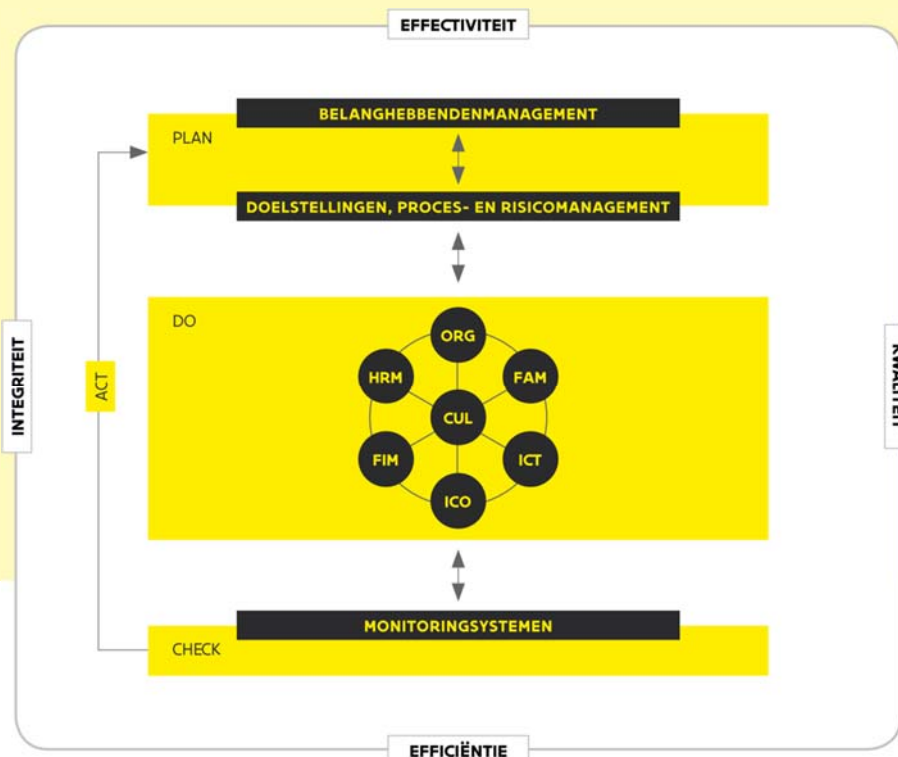 EFFECTIVITEIT
BELANGHEBBENDENMANAGEMENT
PLAN
DOELSTELLINGEN, PROCES- EN RISICOMANAGEMENT
DO
ORG
HRM
FAM
INTEGRITEIT
ACT
CUL
KWALITEIT
FIM
ICT
ICO
MONITORINGSYSTEMEN
CHECK
EFFICIËNTIE